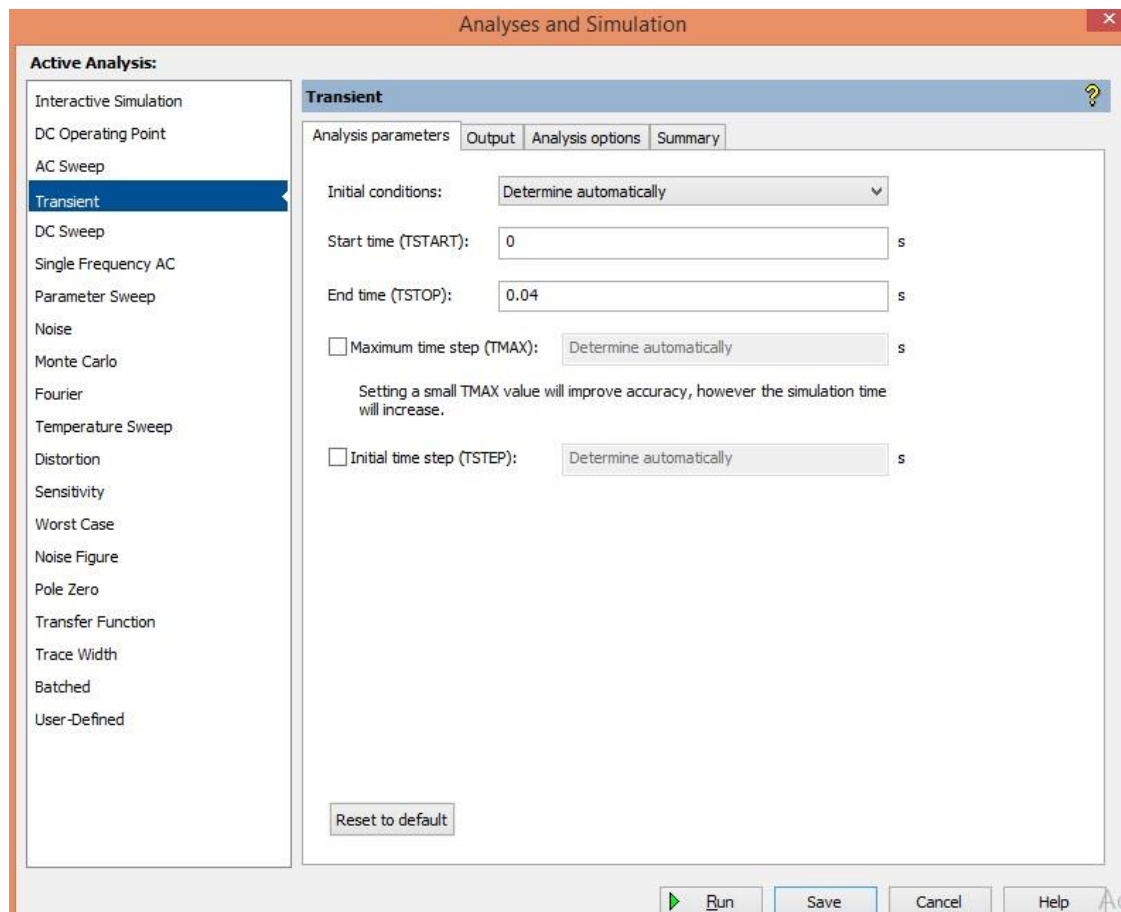 Analyses and Simulation
Active Analysis:
Interactive Simulation
DC Operating Point
AC Sweep
Transient
DC Sweep
Single Frequency AC
Parameter Sweep
Noise
Monte Carlo
Fourier
Temperature Sweep
Distortion
Sensitivity
Worst Case
Noise Figure
Pole Zero
Transfer Function
Trace Width
Batched
User-Defined
Transient
Analysis parameters Output Analysis options Summary
Initial conditions: Determine automatically
Start time (TSTART): 0 s
End time (TSTOP): 0.04 s
Maximum time step (TMAX): Determine automatically s
Setting a small TMAX value will improve accuracy, however the simulation time
will increase.
Initial time step (TSTEP): Determine automatically s
Reset to default
Run Save Cancel Help